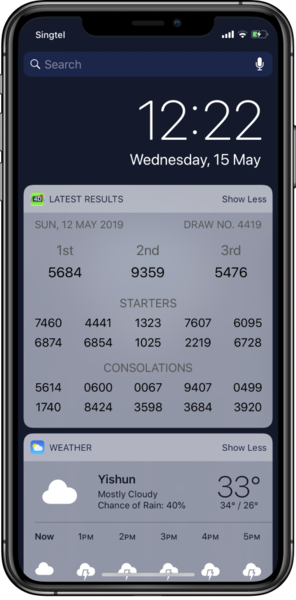 Singtel
Search
12:22
Wednesday, 15 May
4D LATEST RESULTS Show Less
SUN, 12 MAY 2019 DRAW NO. 4419
1st 2nd 3rd
5684 9359 5476
STARTERS
7460 4441 1323 7607 6095
6874 6854 1025 2219 6728
CONSOLATIONS
5614 0600 0067 9407 0499
1740 8424 3598 3684 3920
WEATHER Show Less
Yishun 33°
Mostly Cloudy
Chance of Rain: 40% 34° / 26°
Now 1PM 2PM 3PM 4PM 5PM